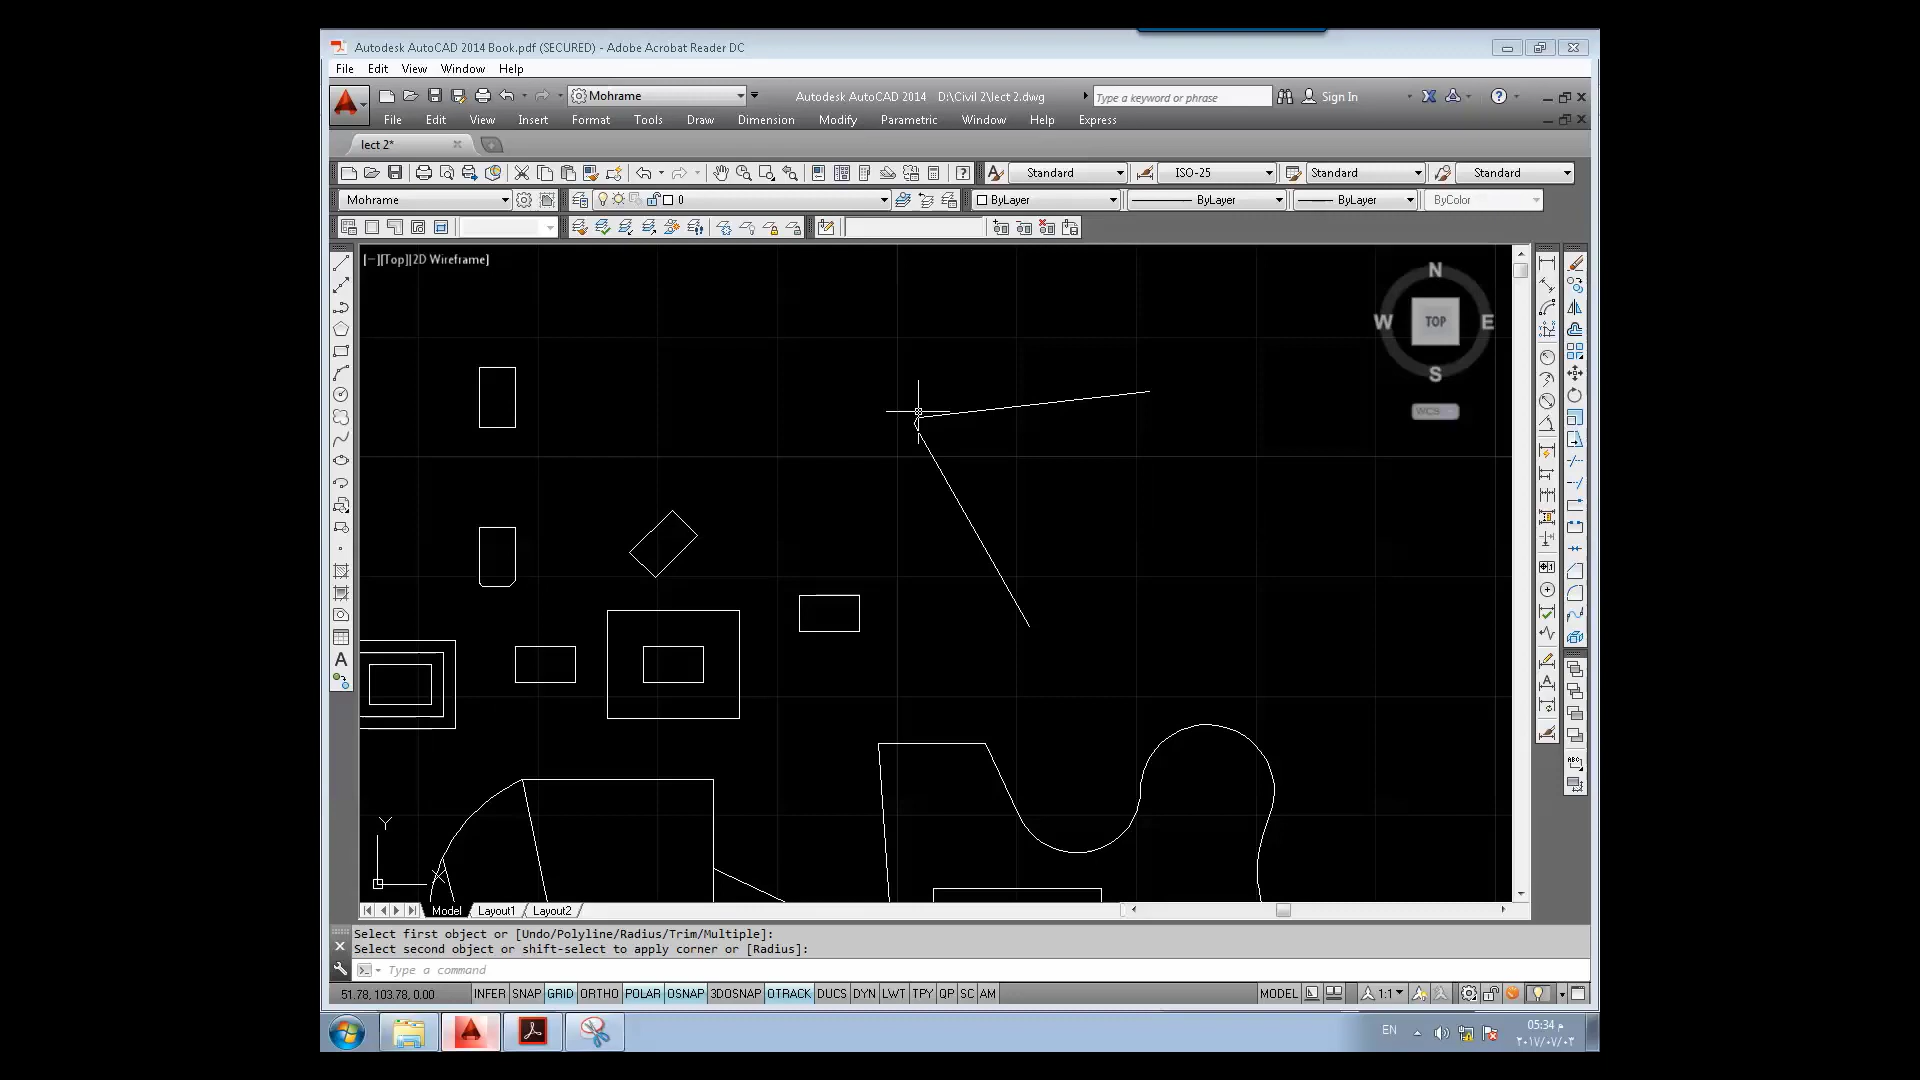 Autodesk AutoCAD 2014 Book.pdf (SECURED) - Adobe Acrobat Reader DC
File Edit View Window Help
Mohrame
Autodesk AutoCAD 2014 D:\Civil 2\lect 2.dwg
Type a keyword or phrase
Sign In
File Edit View Insert Format Tools Draw Dimension Modify Parametric Window Help Express
lect 2*
Standard ISO-25 Standard Standard
Mohrame 0 ByLayer ByLayer ByLayer ByColor
[−][Top][2D Wireframe]
N
W TOP E
S
WCS
A
Y
X
Model Layout1 Layout2
Select first object or [Undo/Polyline/Radius/Trim/Multiple]:
Select second object or shift-select to apply corner or [Radius]:
Type a command
51.78, 103.78, 0.00 INFER SNAP GRID ORTHO POLAR OSNAP 3DOSNAP OTRACK DUCS DYN LWT TPY QP SC AM MODEL 1:1
EN
05:34 م
٢٠١٧/٠٧/٠٣